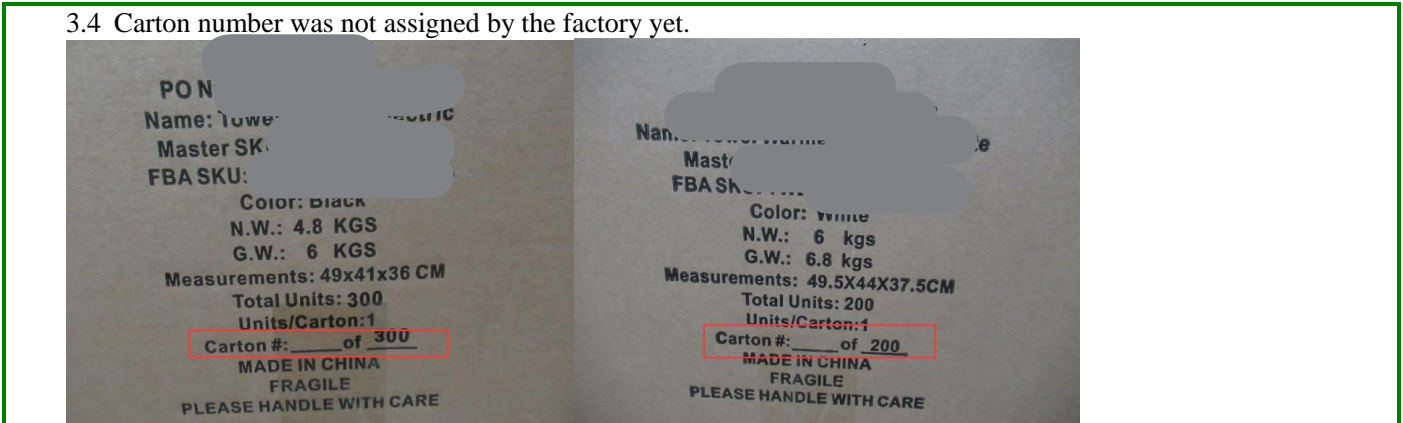 3.4 Carton number was not assigned by the factory yet.
PO N
Name:
Master
FBA SKU:
Color: Black
N.W.: 4.8 KGS
G.W.: 6 KGS
Measurements: 49x41x36 CM
Total Units: 300
Units/Carton:1
Carton #:_____of 300
MADE IN CHINA
FRAGILE
PLEASE HANDLE WITH CARE
FBA
Color: White
N.W.: 6 kgs
G.W.: 6.8 kgs
Measurements: 49.5X44X37.5CM
Total Units: 200
Units/Carton:1
Carton #:_____of 200
MADE IN CHINA
FRAGILE
PLEASE HANDLE WITH CARE